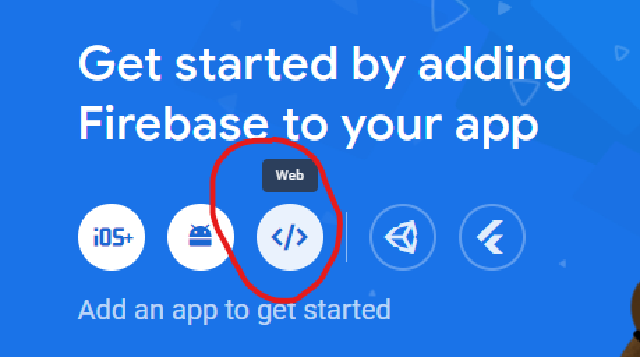 Get started by adding
Firebase to your app
Web
iOS+
</>
Add an app to get started